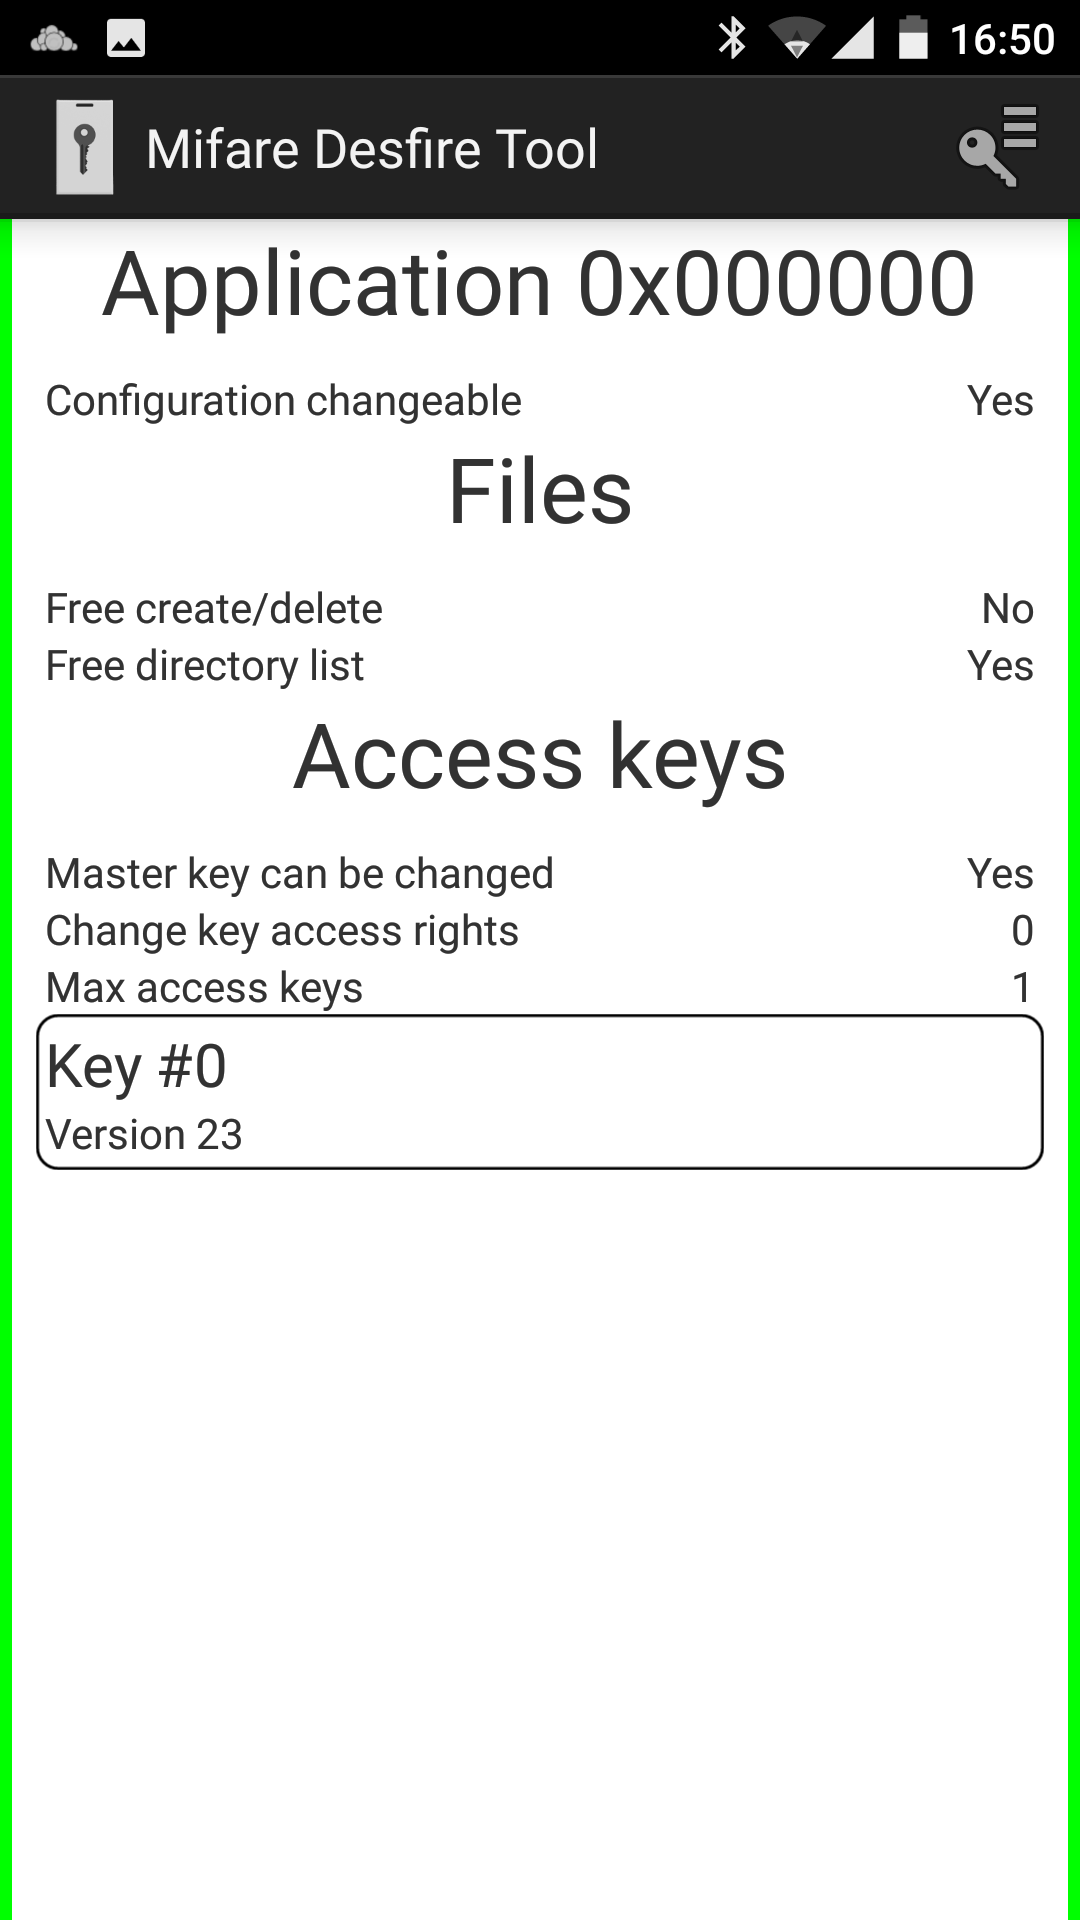 16:50
Mifare Desfire Tool
Application 0x000000
Configuration changeable Yes
Files
Free create/delete No
Free directory list Yes
Access keys
Master key can be changed Yes
Change key access rights 0
Max access keys 1
Key #0
Version 23